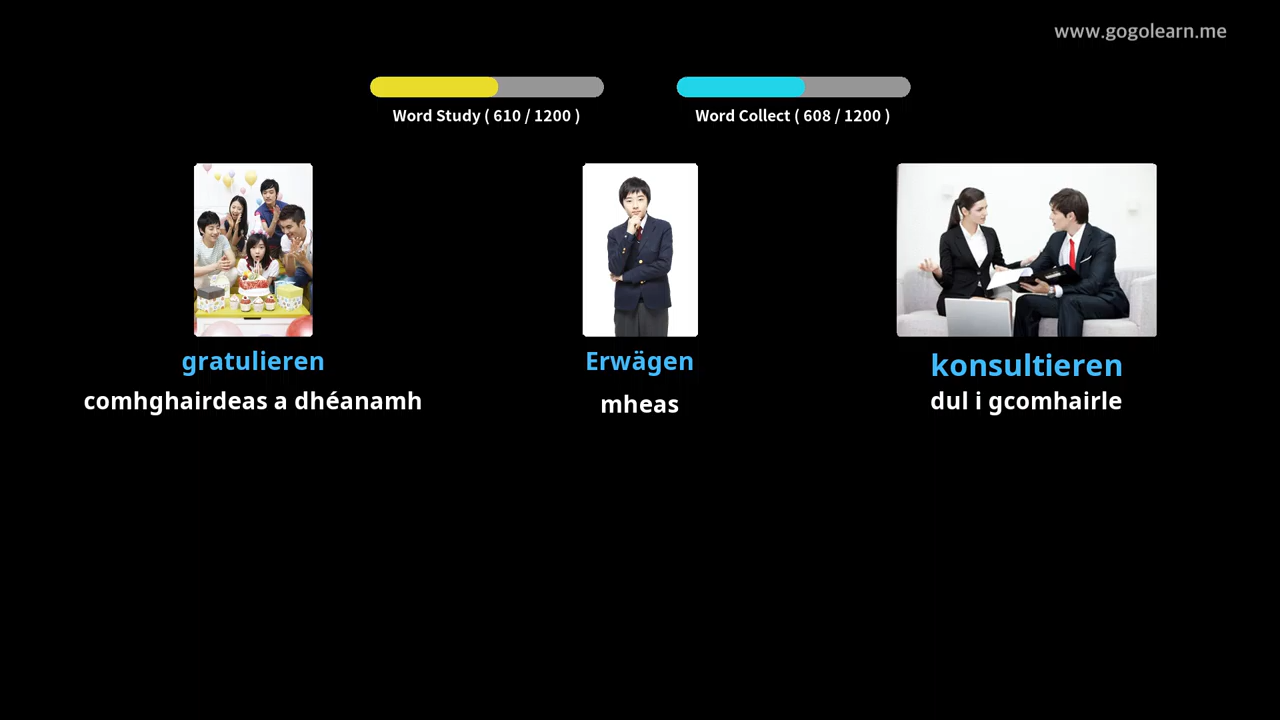 www.gogolearn.me
Word Study ( 610 / 1200 )
Word Collect ( 608 / 1200 )
gratulieren
comhghairdeas a dhéanamh
Erwägen
mheas
konsultieren
dul i gcomhairle